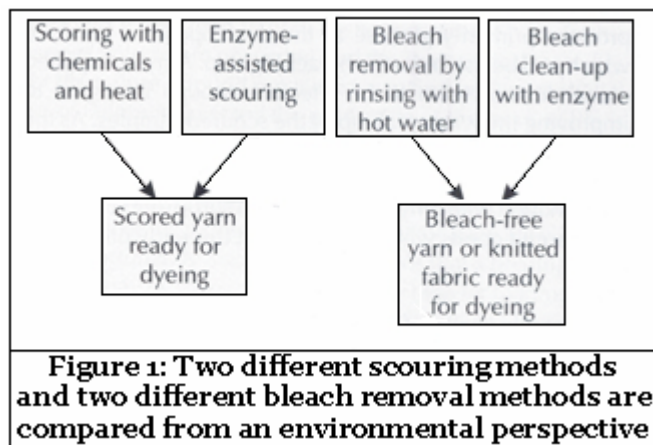 Scoring with
chemicals
and heat
Enzyme-
assisted
scouring
Bleach
removal by
rinsing with
hot water
Bleach
clean-up
with enzyme
Scored yarn
ready for
dyeing
Bleach-free
yarn or knitted
fabric ready
for dyeing
Figure 1: Two different scouring methods
and two different bleach removal methods are
compared from an environmental perspective